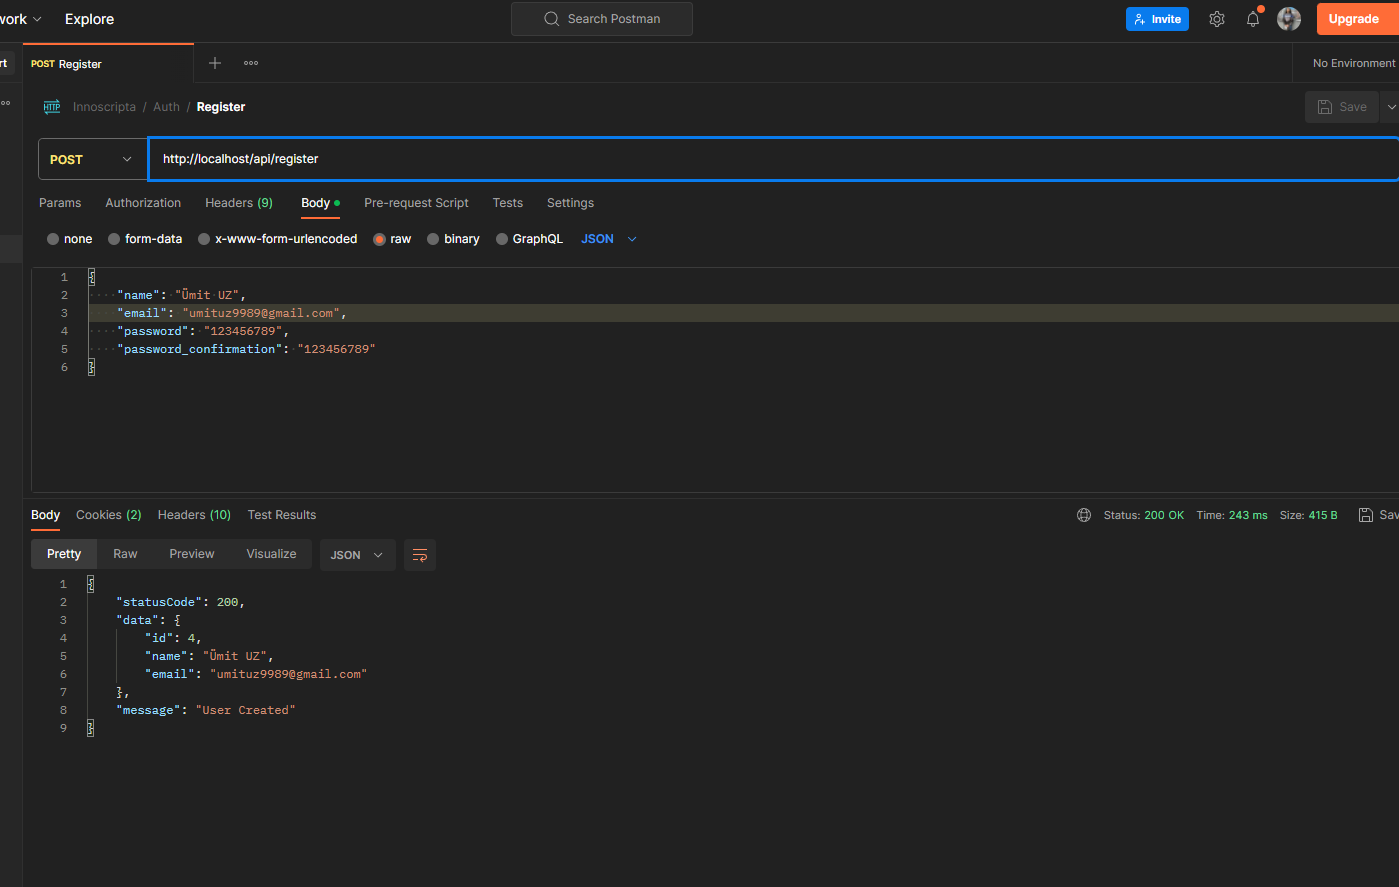 work Explore Search Postman Invite Upgrade
rt POST Register No Environment
HTTP Innoscripta / Auth / Register Save
POST http://localhost/api/register
Params Authorization Headers (9) Body Pre-request Script Tests Settings
none form-data x-www-form-urlencoded raw binary GraphQL JSON
1 {
2 "name": "Ümit UZ",
3 "email": "umituz9989@gmail.com",
4 "password": "123456789",
5 "password_confirmation": "123456789"
6 }
Body Cookies (2) Headers (10) Test Results Status: 200 OK Time: 243 ms Size: 415 B Sav
Pretty Raw Preview Visualize JSON
1 {
2 "statusCode": 200,
3 "data": {
4 "id": 4,
5 "name": "Ümit UZ",
6 "email": "umituz9989@gmail.com"
7 },
8 "message": "User Created"
9 }